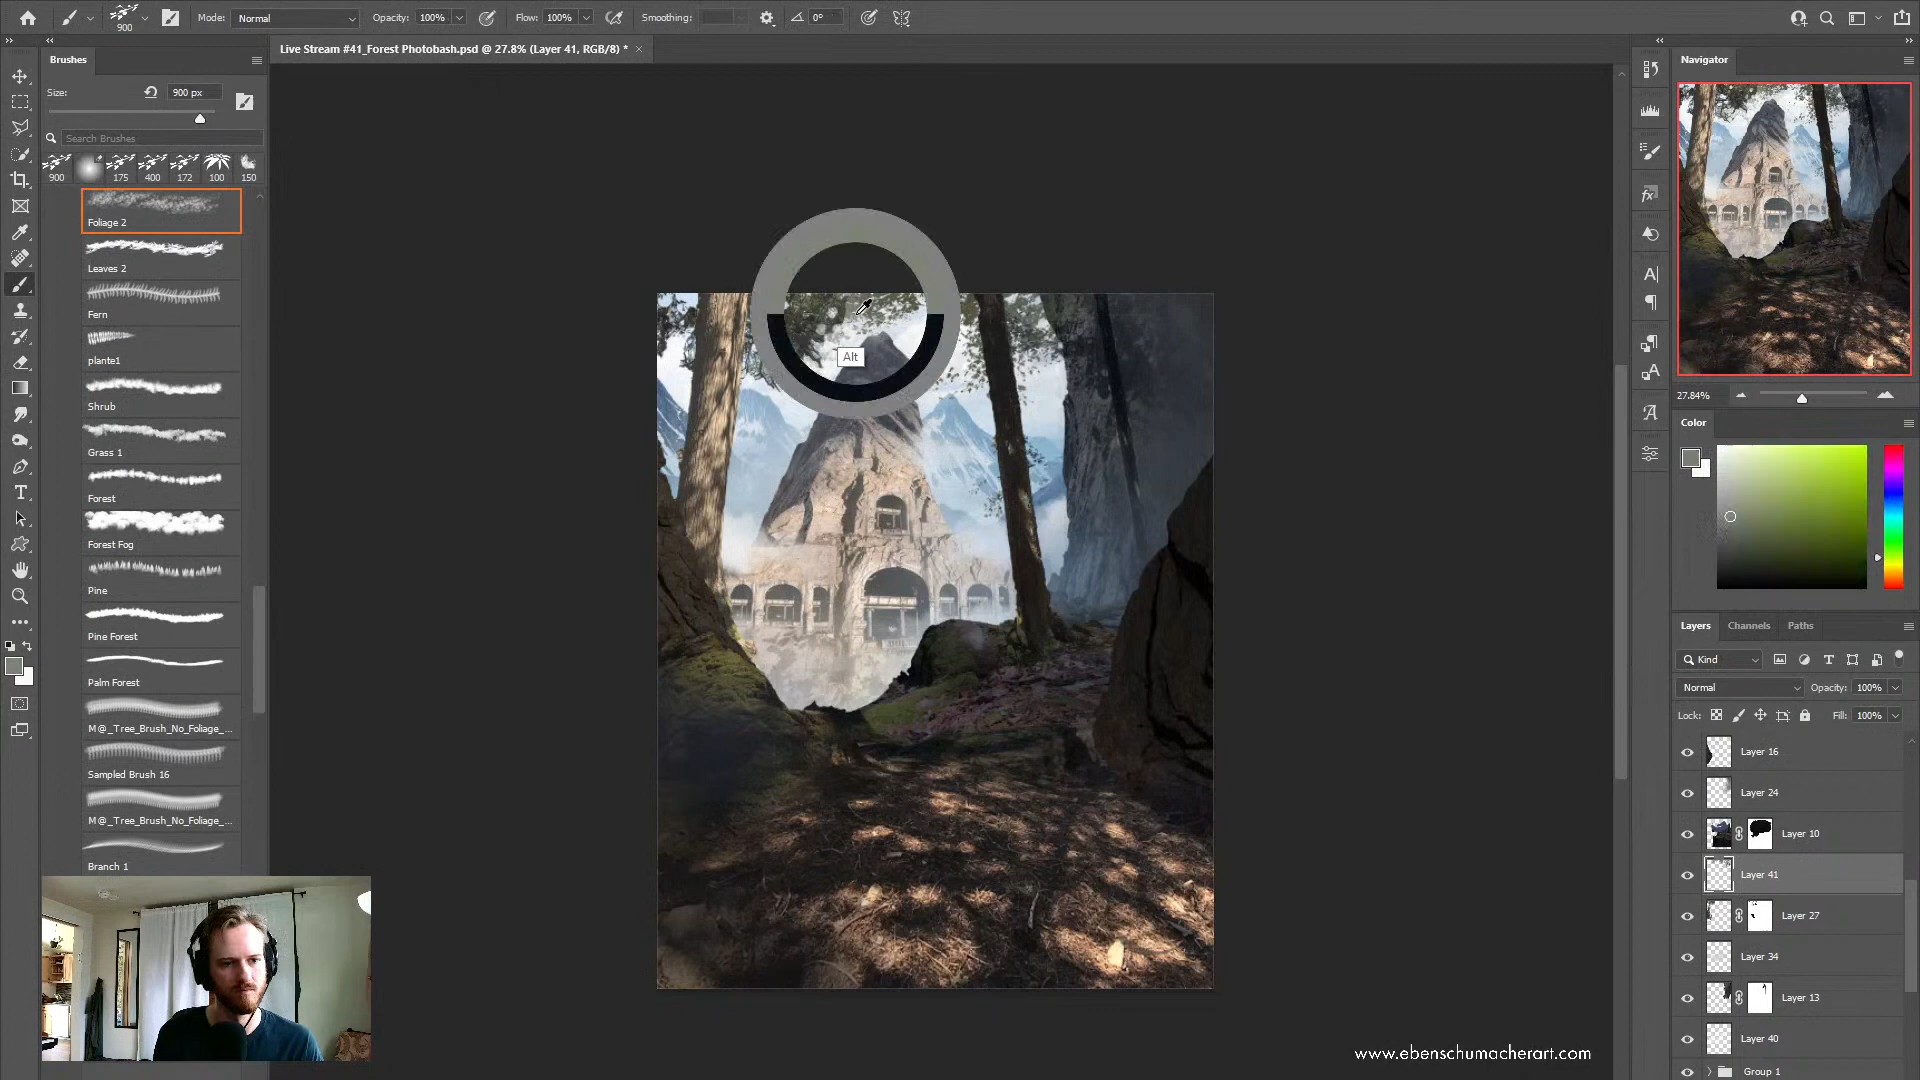 900
Mode: Normal
Opacity: 100%
Flow: 100%
Smoothing:
0°
Live Stream #41_Forest Photobash.psd @ 27.8% (Layer 41, RGB/8) *
Brushes
Size: 900 px
Search Brushes
900 175 400 172 100 150
Foliage 2
Leaves 2
Fern
plante1
Shrub
Grass 1
Forest
Forest Fog
Pine
Pine Forest
Palm Forest
M@_Tree_Brush_No_Foliage_...
Sampled Brush 16
M@_Tree_Brush_No_Foliage_...
Branch 1
Alt
Navigator
27.84%
Color
Layers Channels Paths
Kind
Normal Opacity: 100%
Lock: Fill: 100%
Layer 16
Layer 24
Layer 10
Layer 41
Layer 27
Layer 34
Layer 13
Layer 40
Group 1
www.ebenschumacherart.com